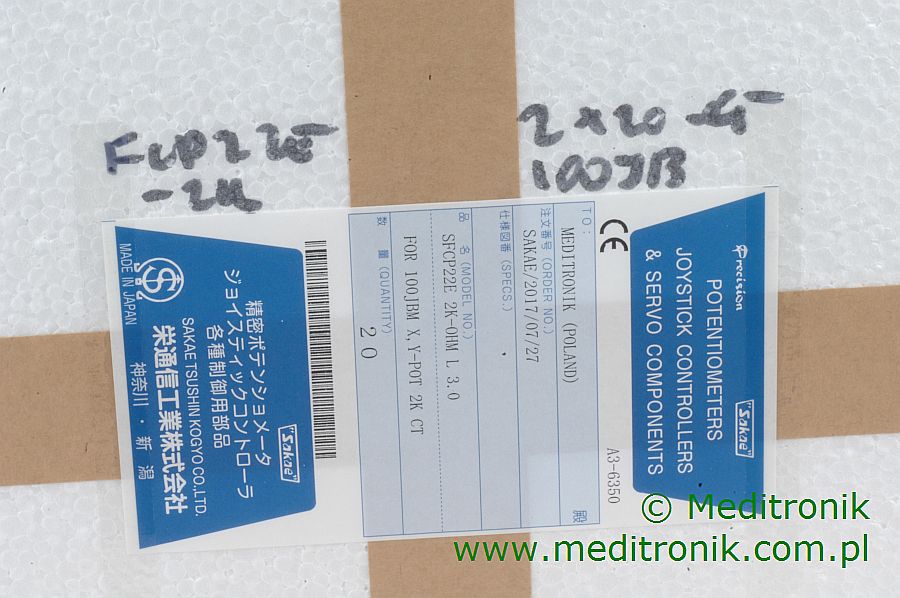 2 x 20
100JB
-2K
Precision
POTENTIOMETERS
JOYSTICK CONTROLLERS
& SERVO COMPONENTS
Sakae
CE
A3-6350
TO: 殿
MEDITRONIK (POLAND)
注文番号 (ORDER NO.)
SAKAE/2017/07/27
仕様図番 (SPECS.)
品 名 (MODEL NO.)
SFCP22E 2K-OHM L 3.0
FOR 100JBM X,Y-POT 2K CT
数 量 (QUANTITY)
20
Sakae
精密ポテンショメータ
ジョイスティックコントローラ
各種制御用部品
SAKAE TSUSHIN KOGYO CO.,LTD.
栄通信工業株式会社
神奈川・新潟
MADE IN JAPAN
© Meditronik
www.meditronik.com.pl